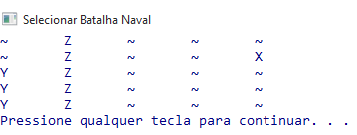 Selecionar Batalha Naval
~ Z ~ ~ ~
~ Z ~ ~ X
Y Z ~ ~ ~
Y Z ~ ~ ~
Y Z ~ ~ ~
Pressione qualquer tecla para continuar. . .